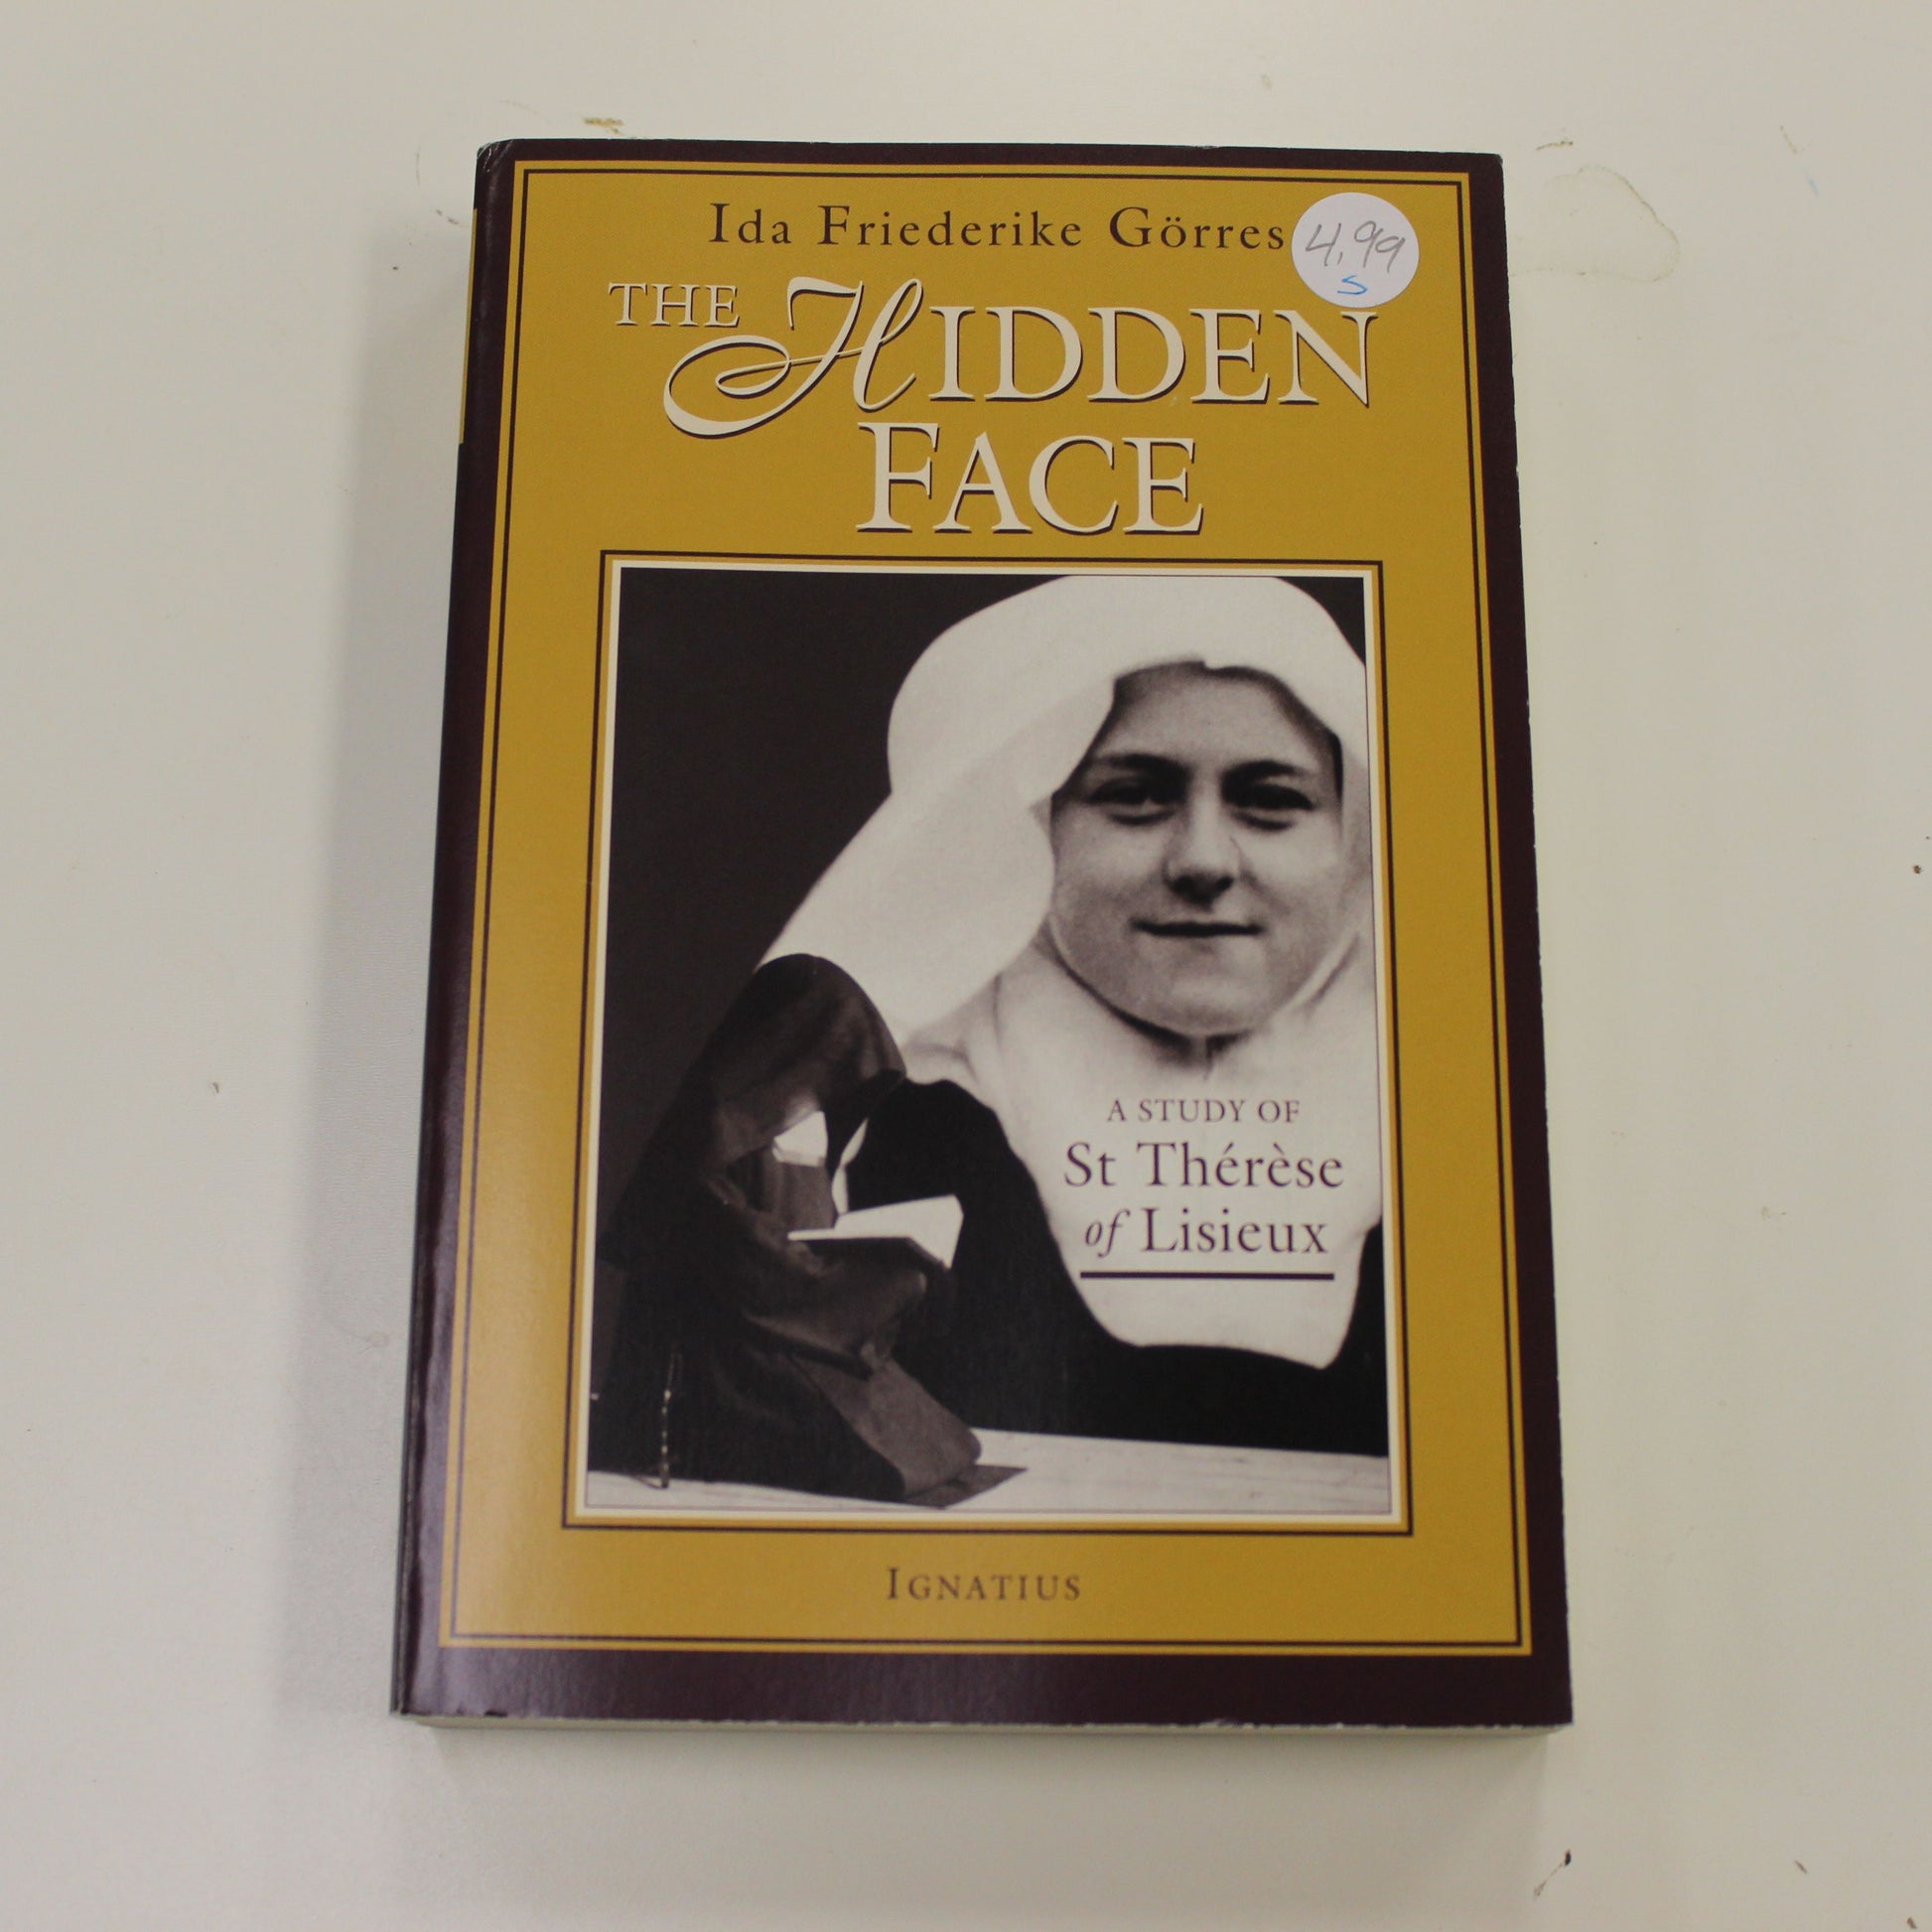 Ida Friederike Görres
4.99
S
THE HIDDEN
FACE
A STUDY OF
St Thérèse
of Lisieux
IGNATIUS